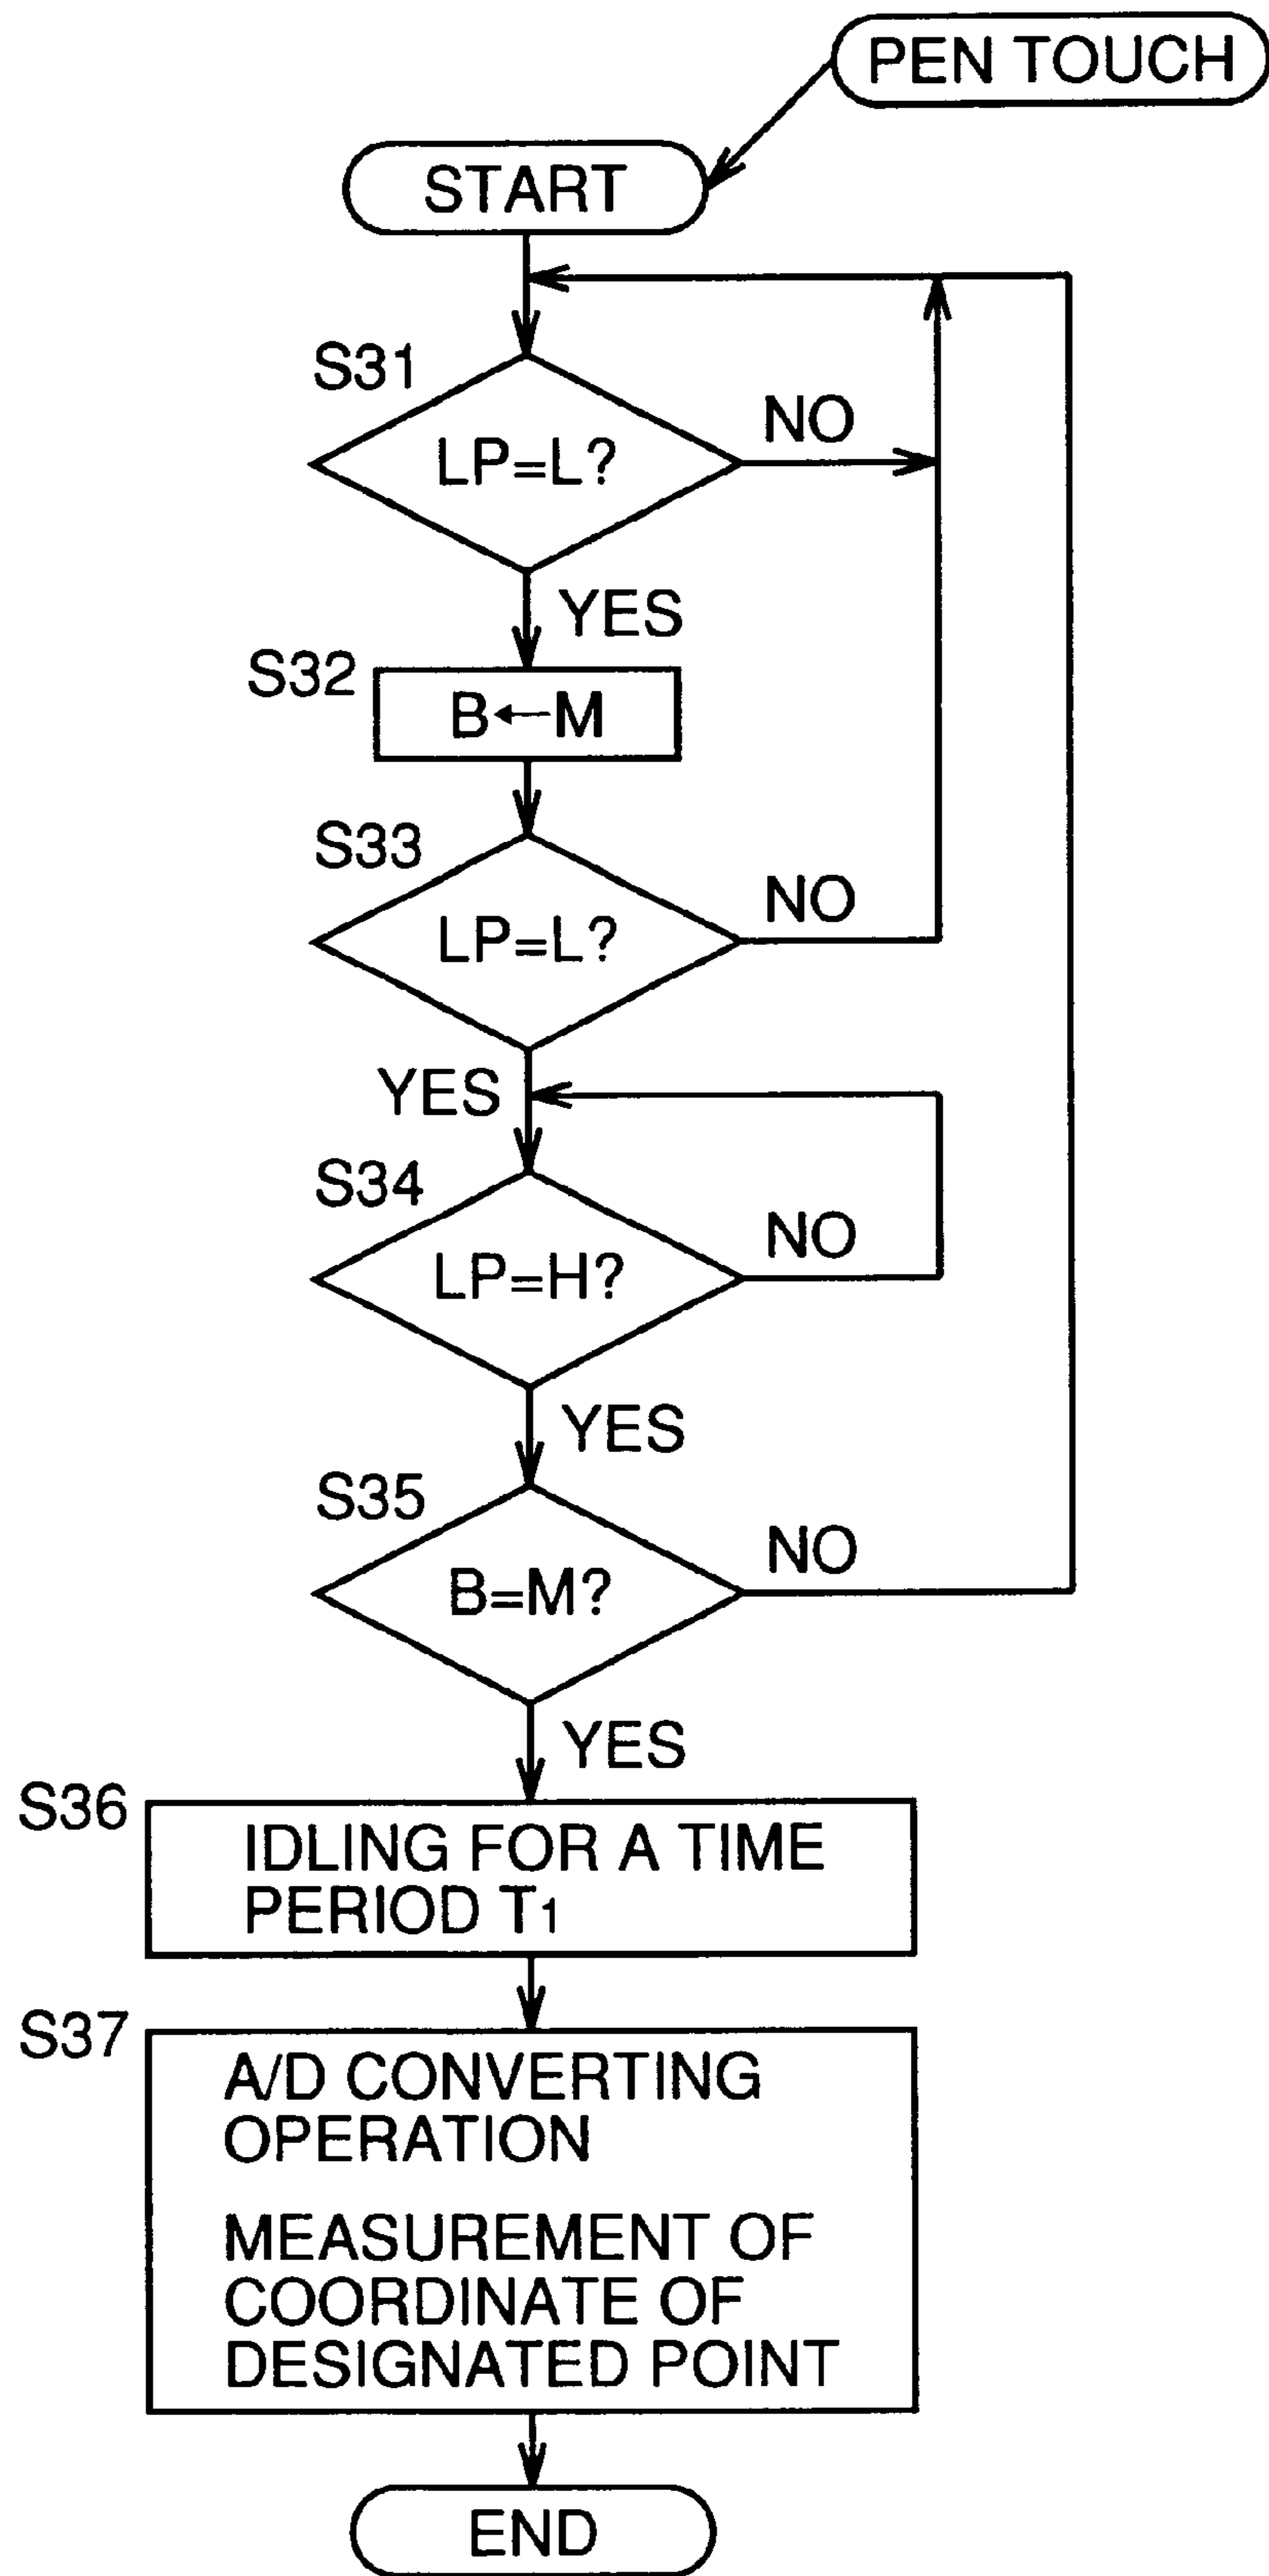 PEN TOUCH
START
S31
LP=L?
NO
YES
S32
B←M
S33
LP=L?
NO
YES
S34
LP=H?
NO
YES
S35
B=M?
NO
YES
S36
IDLING FOR A TIME
PERIOD T1
S37
A/D CONVERTING
OPERATION
MEASUREMENT OF
COORDINATE OF
DESIGNATED POINT
END